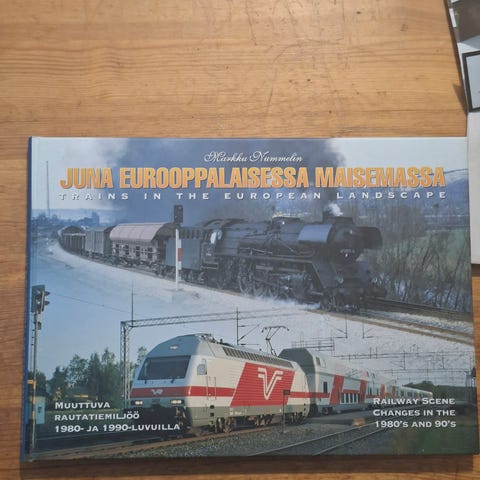 Markku Nummelin
JUNA EUROOPPALAISESSA MAISEMASSA
TRAINS IN THE EUROPEAN LANDSCAPE
MUUTTUVA
RAUTATIEMILJÖÖ
1980- JA 1990-LUVUILLA
RAILWAY SCENE
CHANGES IN THE
1980'S AND 90'S